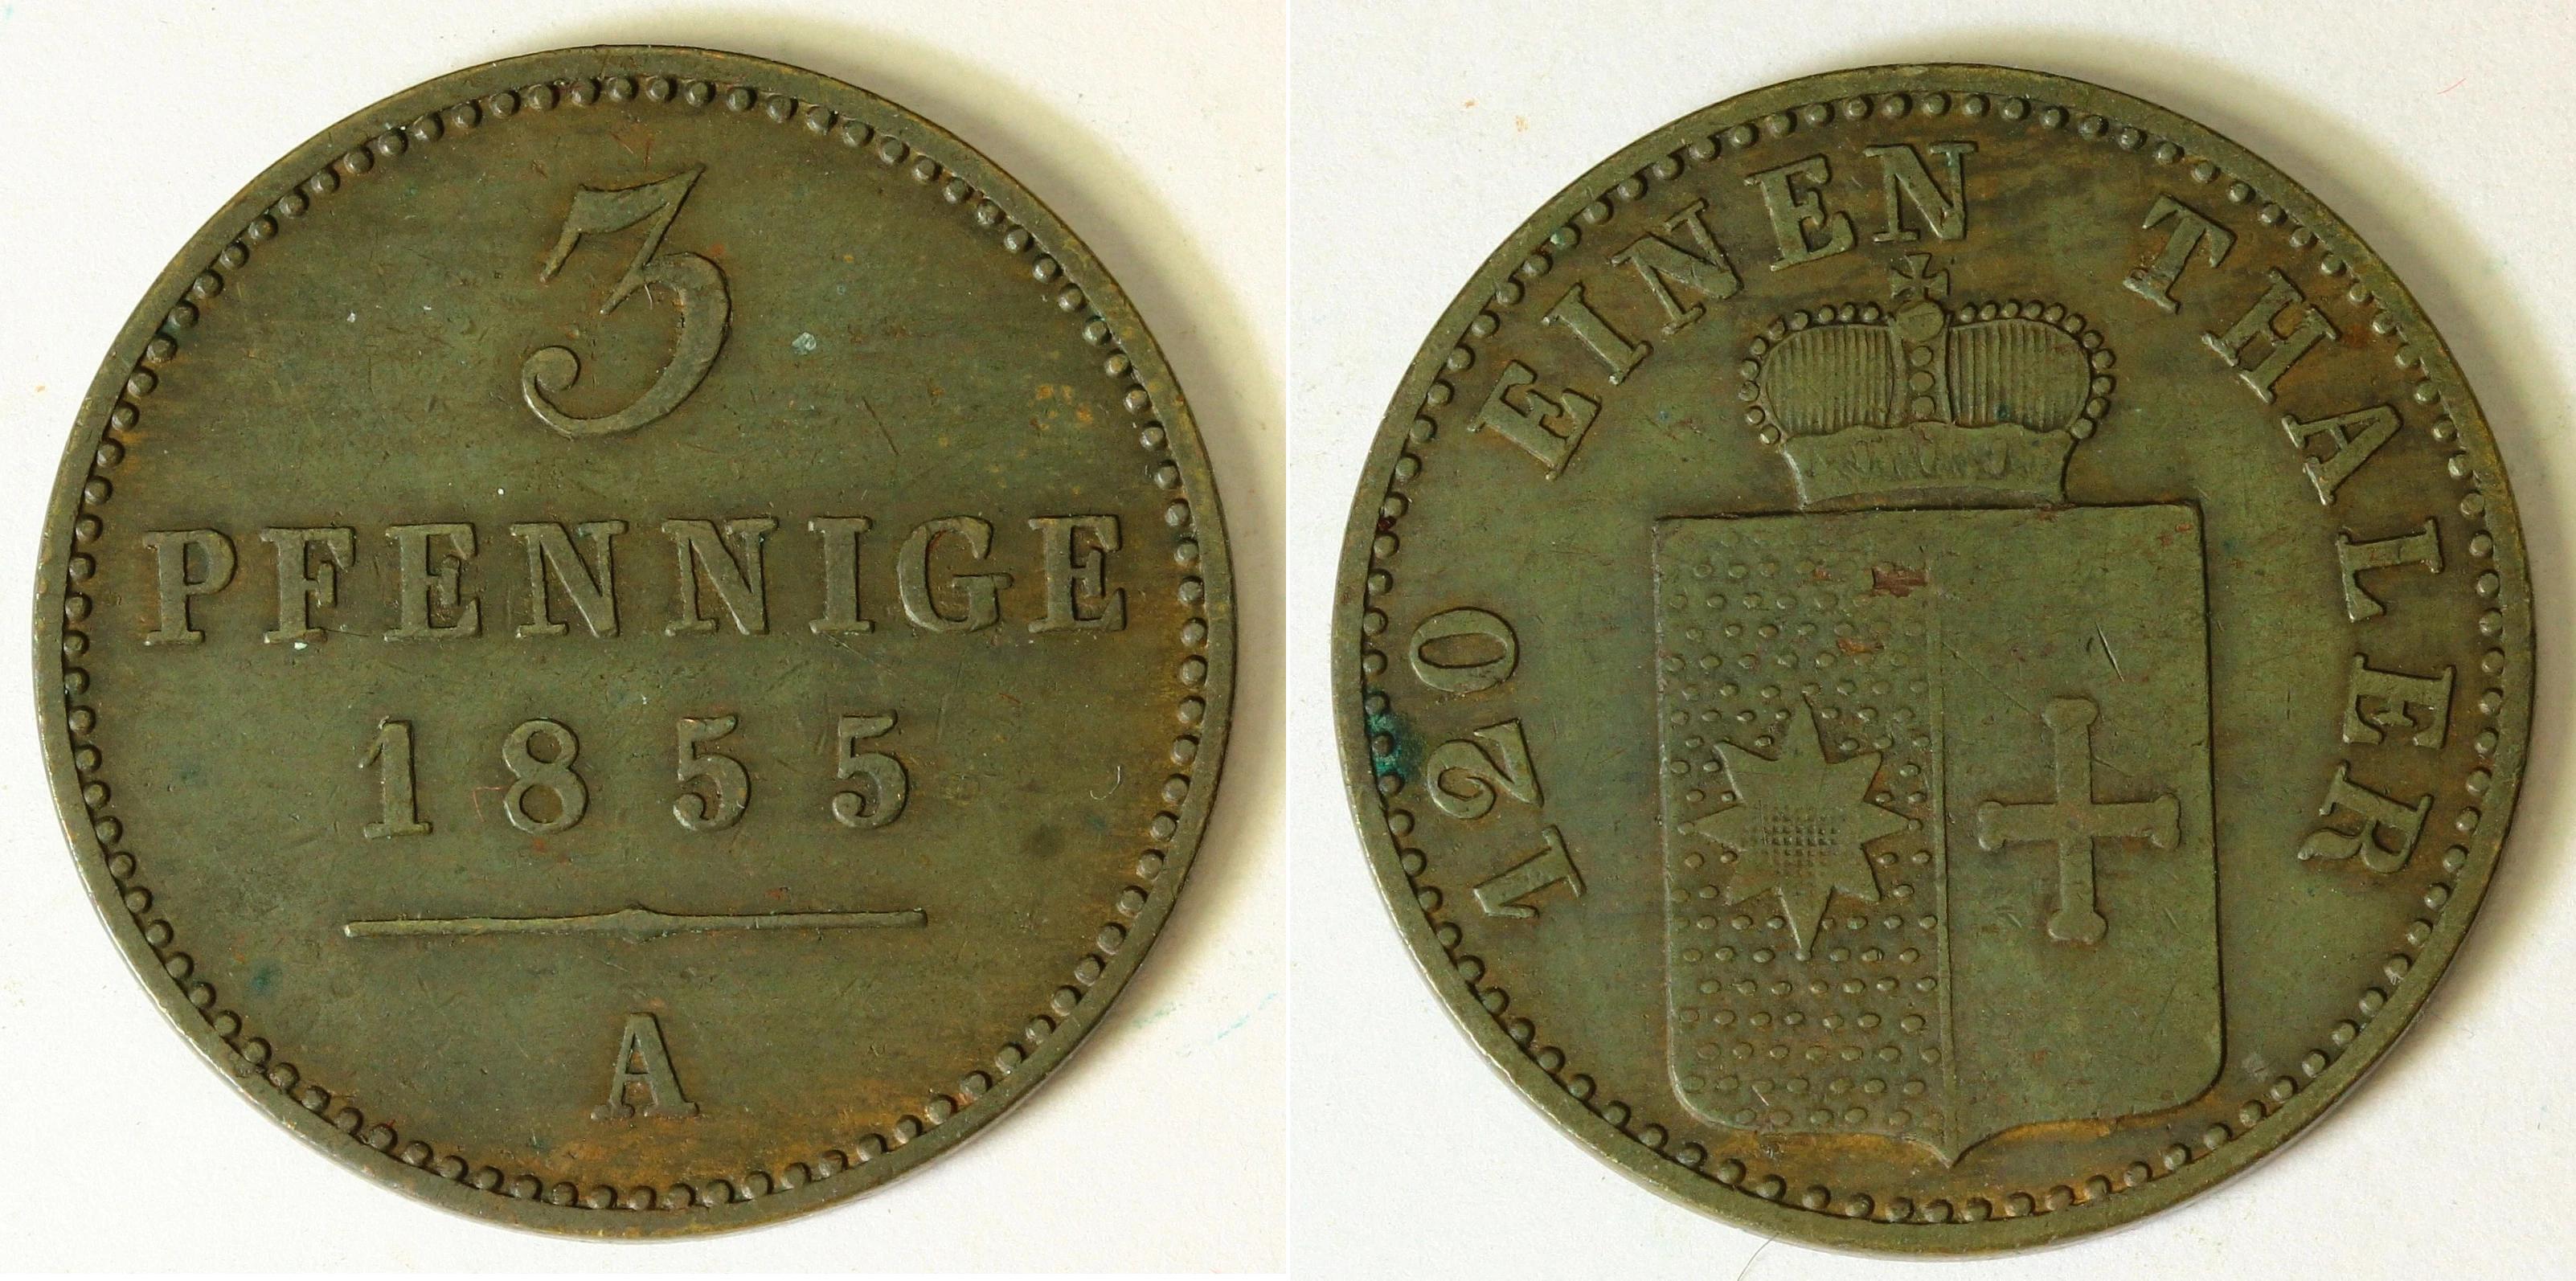 3
PFENNIGE
1855
A
120 EINEN THALER